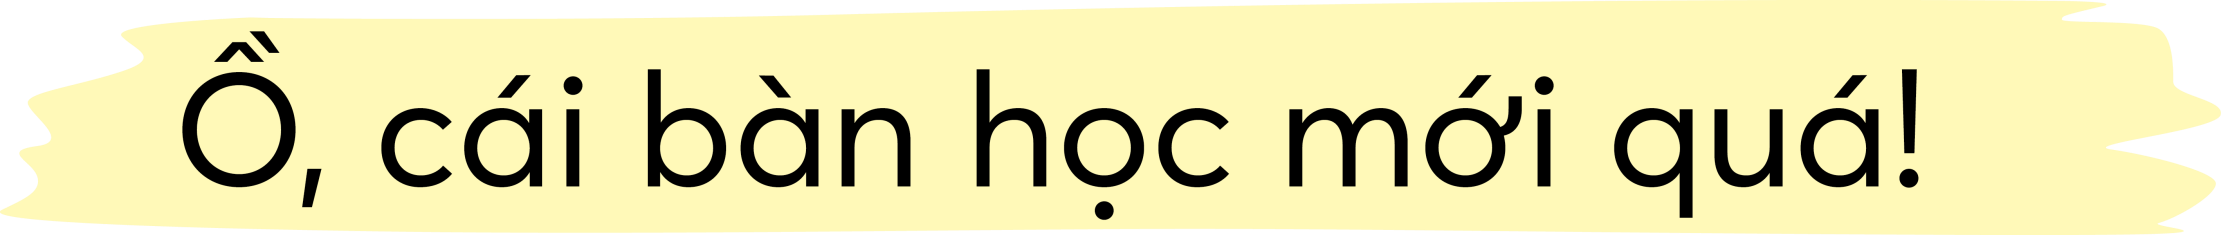 Ồ, cái bàn học mới quá!